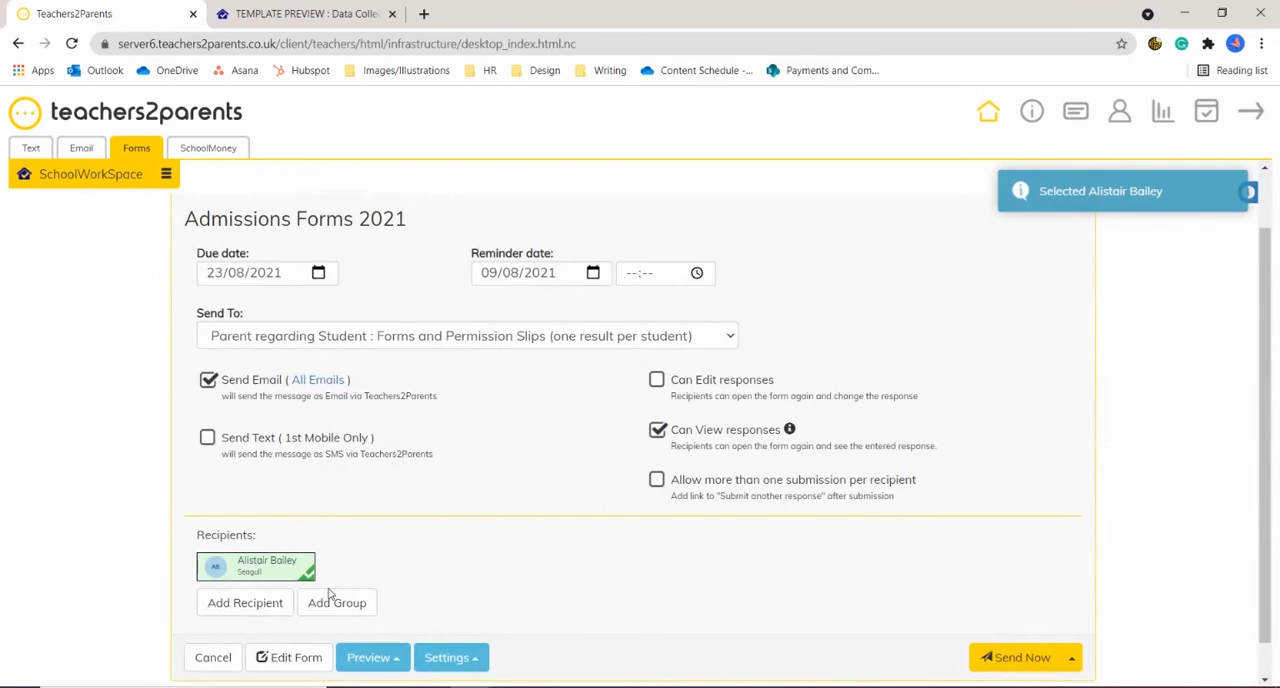 Teachers2Parents
TEMPLATE PREVIEW : Data Colle
server6.teachers2parents.co.uk/client/teachers/html/infrastructure/desktop_index.html.nc
Apps
Outlook
OneDrive
Asana
Hubspot
Images/Illustrations
HR
Design
Writing
Content Schedule -...
Payments and Com...
Reading list
teachers2parents
Text
Email
Forms
SchoolMoney
SchoolWorkSpace
Selected Alistair Bailey
Admissions Forms 2021
Due date:
Reminder date:
23/08/2021
09/08/2021
--:--
Send To:
Parent regarding Student : Forms and Permission Slips (one result per student)
Send Email ( All Emails )
will send the message as Email via Teachers2Parents
Can Edit responses
Recipients can open the form again and change the response
Send Text ( 1st Mobile Only )
will send the message as SMS via Teachers2Parents
Can View responses
Recipients can open the form again and see the entered response.
Allow more than one submission per recipient
Add link to "Submit another response" after submission
Recipients:
AB
Alistair Bailey
Seagull
Add Recipient
Add Group
Cancel
Edit Form
Preview
Settings
Send Now